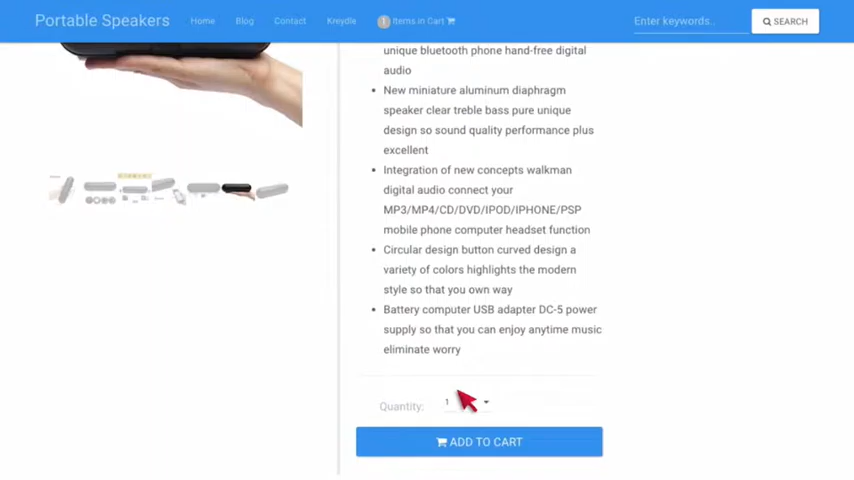 Portable Speakers Home Blog Contact Kreydle 1 Items in Cart Enter keywords.. SEARCH
unique bluetooth phone hand-free digital
audio
New miniature aluminum diaphragm
speaker clear treble bass pure unique
design so sound quality performance plus
excellent
Integration of new concepts walkman
digital audio connect your
MP3/MP4/CD/DVD/IPOD/IPHONE/PSP
mobile phone computer headset function
Circular design button curved design a
variety of colors highlights the modern
style so that you own way
Battery computer USB adapter DC-5 power
supply so that you can enjoy anytime music
eliminate worry
Quantity: 1
ADD TO CART